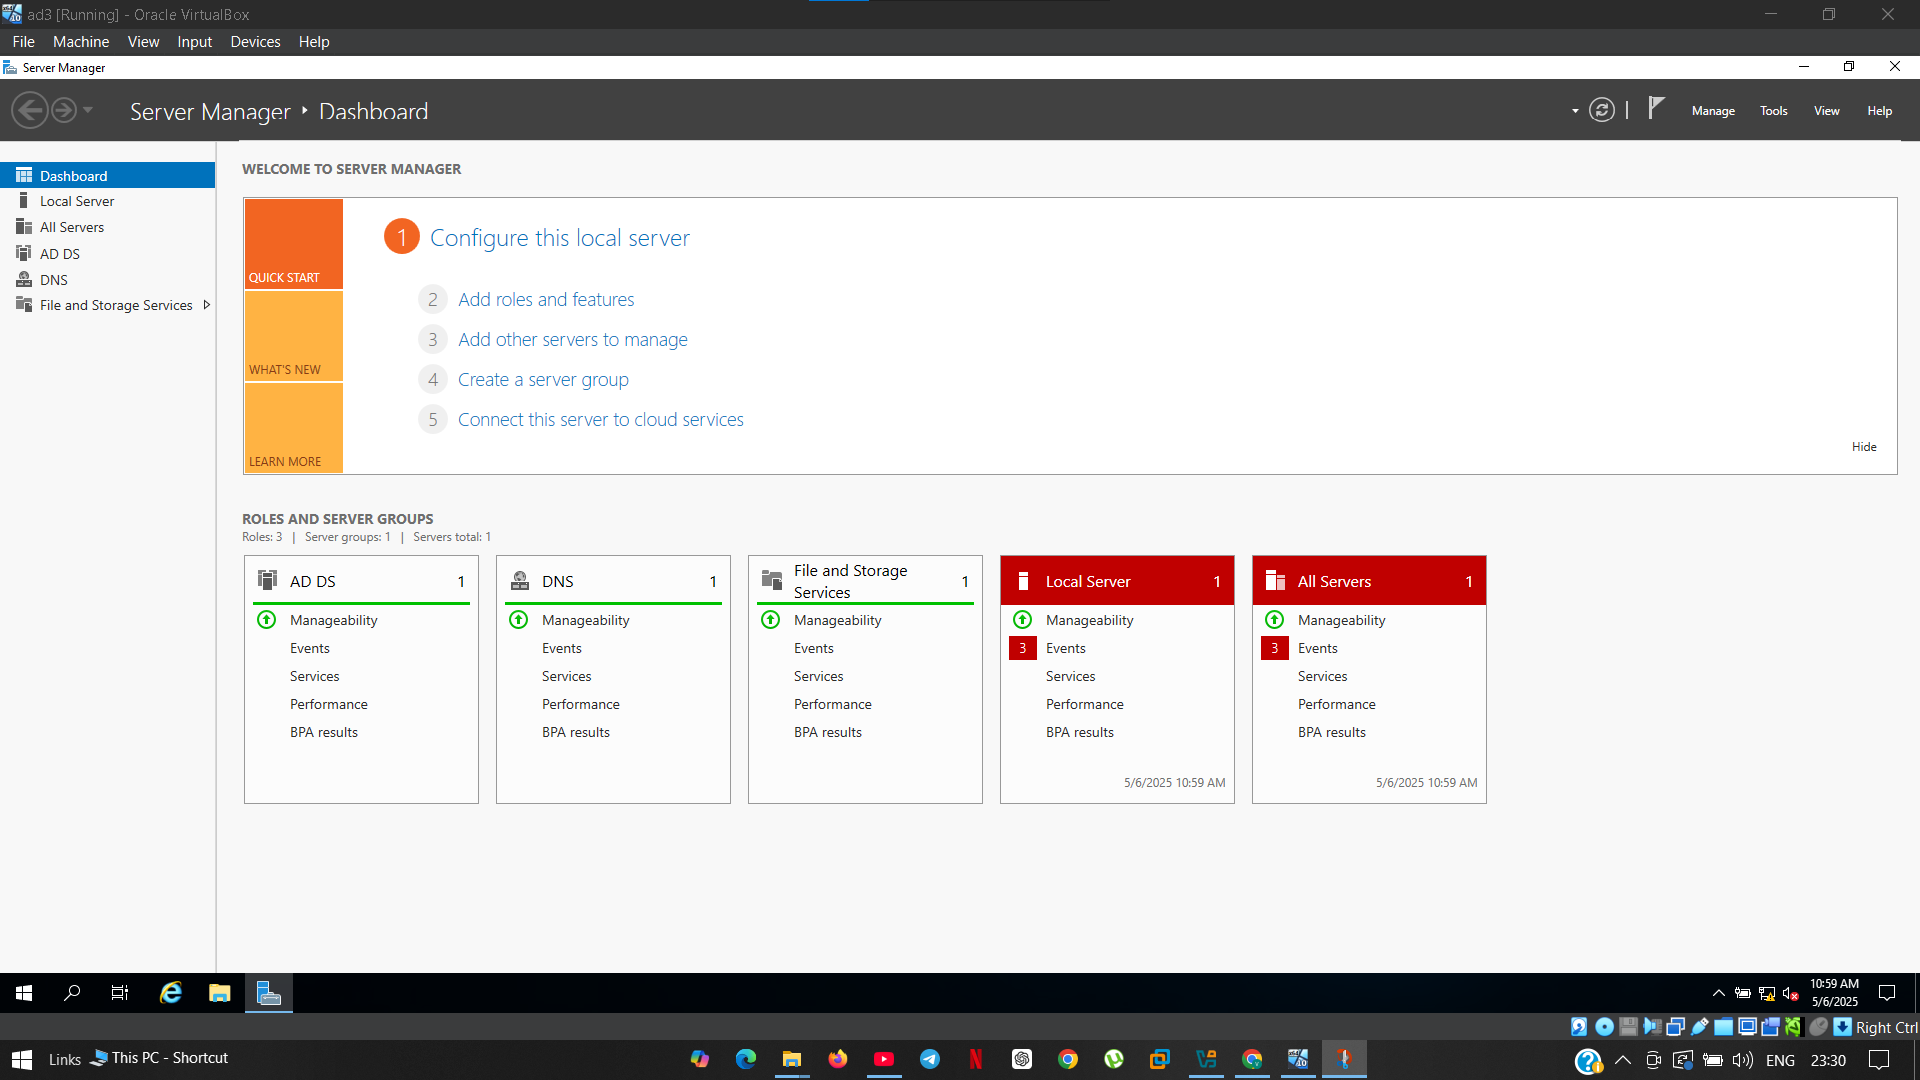 ad3 [Running] - Oracle VirtualBox
File Machine View Input Devices Help
Server Manager
Server Manager Dashboard
Manage Tools View Help
Dashboard
Local Server
All Servers
AD DS
DNS
File and Storage Services
WELCOME TO SERVER MANAGER
QUICK START
WHAT'S NEW
LEARN MORE
1 Configure this local server
2 Add roles and features
3 Add other servers to manage
4 Create a server group
5 Connect this server to cloud services
Hide
ROLES AND SERVER GROUPS
Roles: 3 | Server groups: 1 | Servers total: 1
AD DS 1
Manageability
Events
Services
Performance
BPA results
DNS 1
Manageability
Events
Services
Performance
BPA results
File and Storage
Services 1
Manageability
Events
Services
Performance
BPA results
Local Server 1
Manageability
3 Events
Services
Performance
BPA results
5/6/2025 10:59 AM
All Servers 1
Manageability
3 Events
Services
Performance
BPA results
5/6/2025 10:59 AM
10:59 AM
5/6/2025
Right Ctrl
Links This PC - Shortcut
ENG 23:30